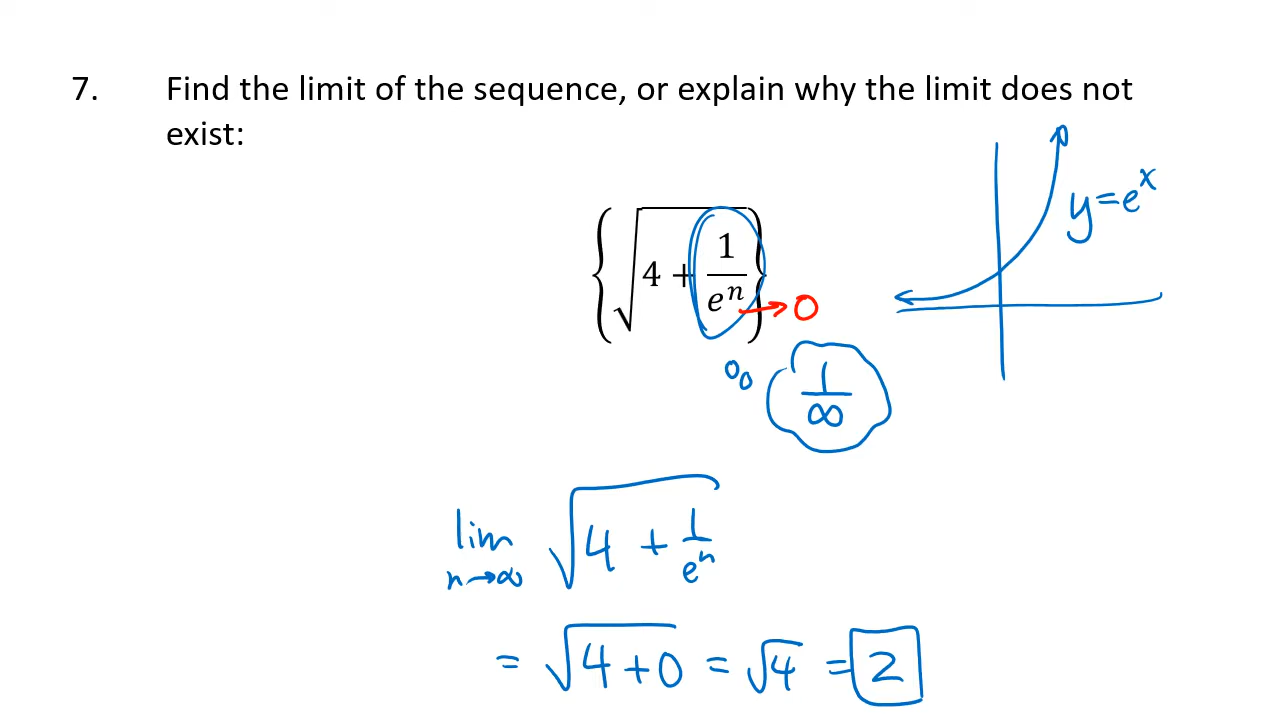 7. Find the limit of the sequence, or explain why the limit does not
exist:
{√(4 + 1/eⁿ)} → 0
y = eˣ
1/∞
lim n→∞ √(4 + 1/eⁿ)
= √(4 + 0) = √4 = 2